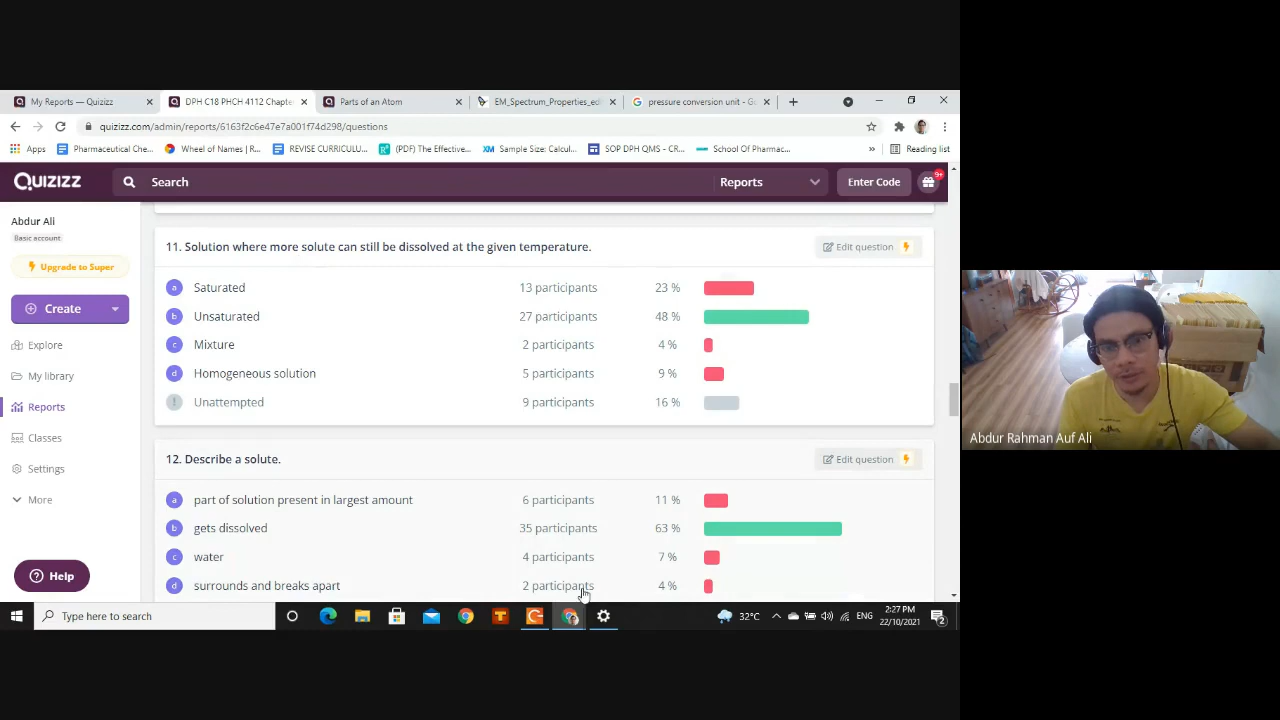 My Reports — Quizizz
DPH C18 PHCH 4112 Chapte
Parts of an Atom
EM_Spectrum_Properties_edi
pressure conversion unit - Go
quizizz.com/admin/reports/6163f2c6e47e7a001f74d298/questions
Apps
Pharmaceutical Che...
Wheel of Names | R...
REVISE CURRICULU...
(PDF) The Effective...
XM Sample Size: Calcu...
SOP DPH QMS - CR...
School Of Pharmac...
»
Reading list
QUIZIZZ
Search
Reports
Enter Code
9+
Abdur Ali
Basic account
Upgrade to Super
Create
Explore
My library
Reports
Classes
Settings
More
Help
11. Solution where more solute can still be dissolved at the given temperature.
Edit question
a Saturated 13 participants 23 %
b Unsaturated 27 participants 48 %
c Mixture 2 participants 4 %
d Homogeneous solution 5 participants 9 %
! Unattempted 9 participants 16 %
12. Describe a solute.
Edit question
a part of solution present in largest amount 6 participants 11 %
b gets dissolved 35 participants 63 %
c water 4 participants 7 %
d surrounds and breaks apart 2 participants 4 %
Abdur Rahman Auf Ali
Type here to search
32°C
ENG
2:27 PM
22/10/2021
2